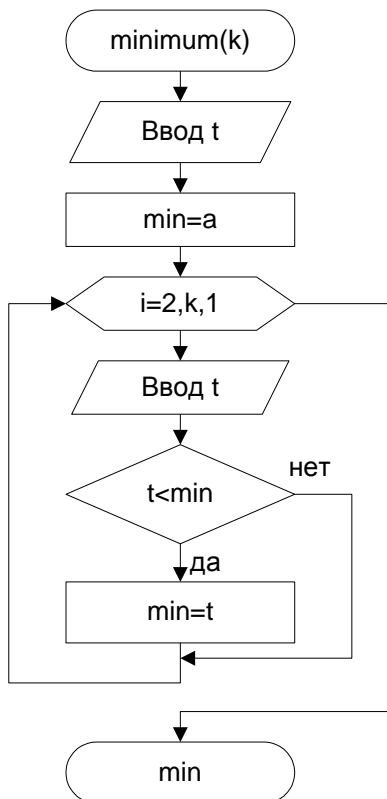 minimum(k)
Ввод t
min=a
i=2,k,1
Ввод t
t<min
нет
да
min=t
min